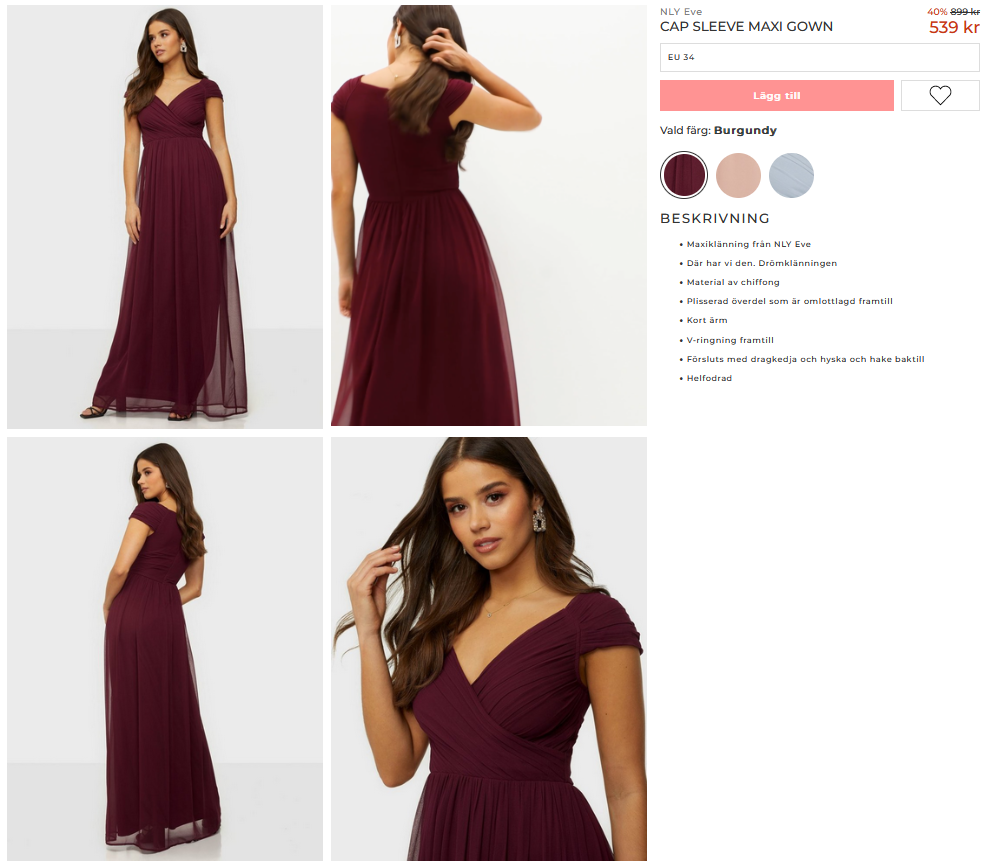 NLY Eve
40% 899 kr
CAP SLEEVE MAXI GOWN
539 kr
EU 34
Lägg till
Vald färg: Burgundy
BESKRIVNING
• Maxiklänning från NLY Eve
• Där har vi den. Drömklänningen
• Material av chiffong
• Plisserad överdel som är omlottlagd framtill
• Kort ärm
• V-ringning framtill
• Försluts med dragkedja och hyska och hake baktill
• Helfodrad